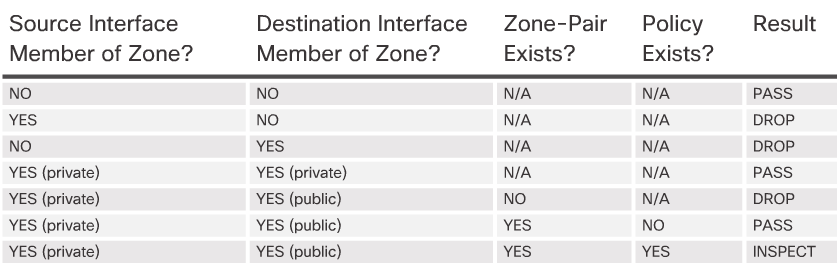 Source Interface Destination Interface Zone-Pair Policy Result
Member of Zone? Member of Zone? Exists? Exists?
NO NO N/A N/A PASS
YES NO N/A N/A DROP
NO YES N/A N/A DROP
YES (private) YES (private) N/A N/A PASS
YES (private) YES (public) NO N/A DROP
YES (private) YES (public) YES NO PASS
YES (private) YES (public) YES YES INSPECT